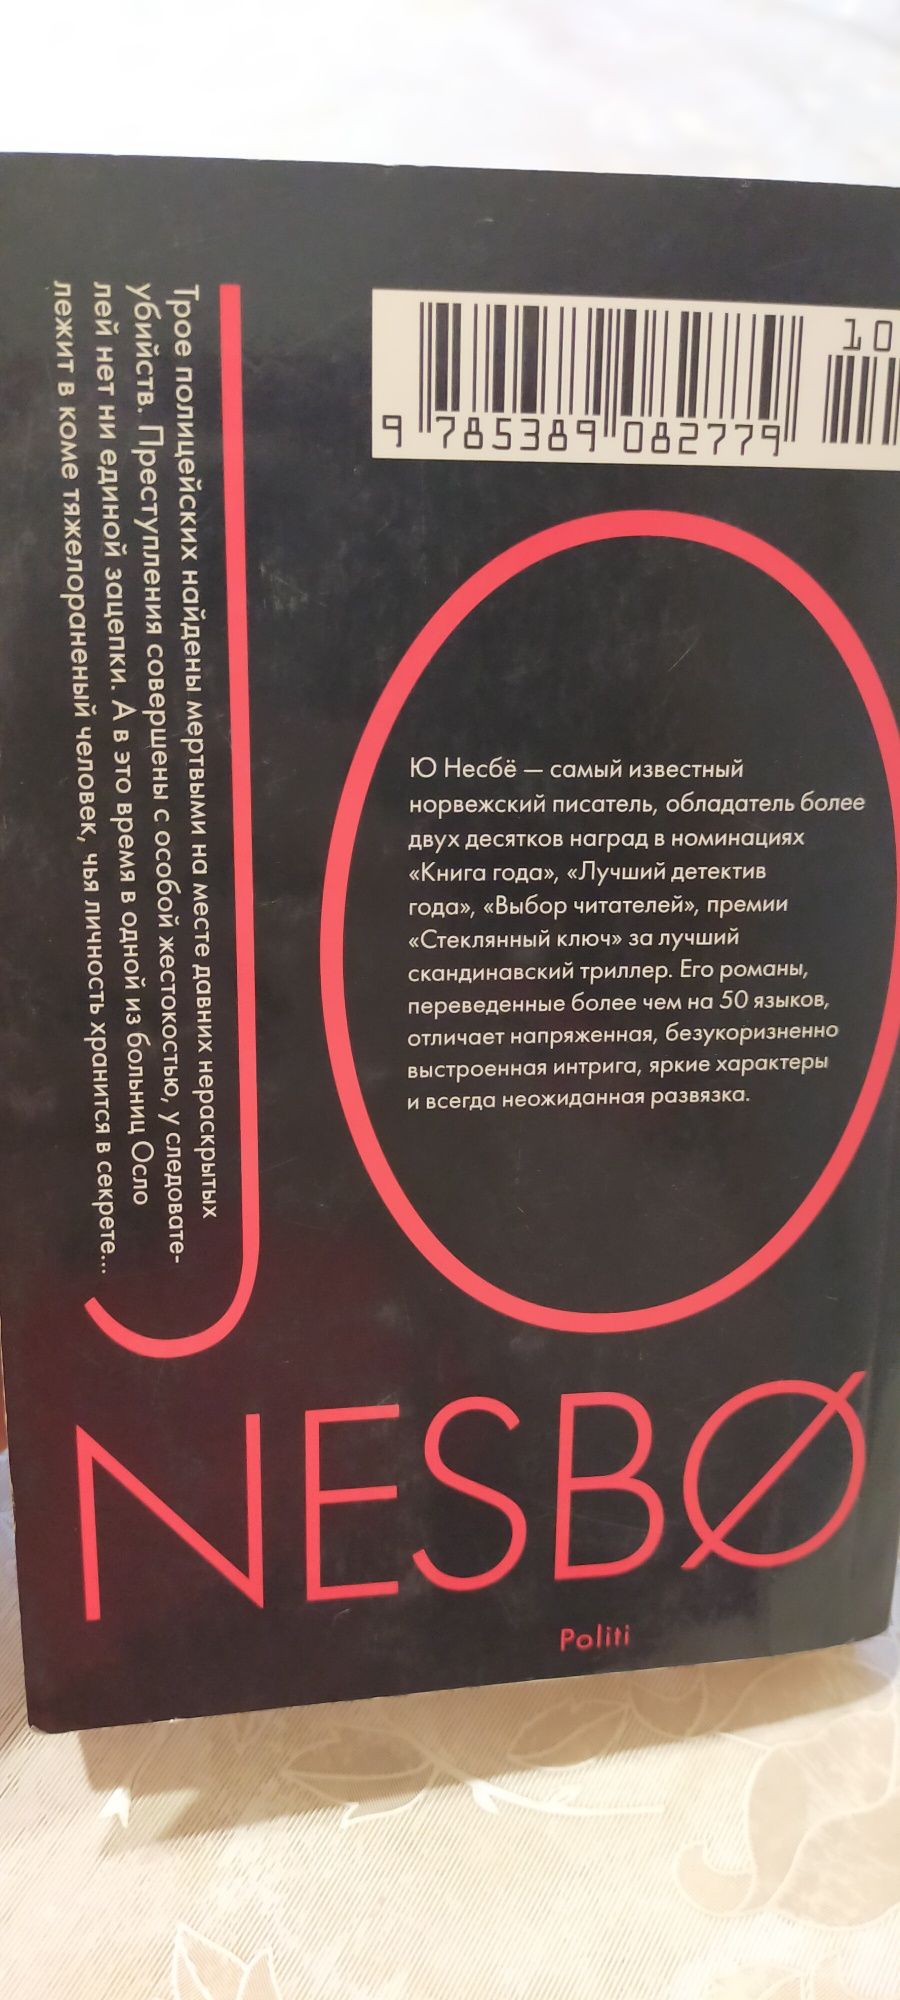 Трое полицейских найдены мертвыми на месте давних нераскрытых
убийств. Преступления совершены с особой жестокостью, у следовате-
лей нет ни единой зацепки. А в это время в одной из больниц Осло
лежит в коме тяжелораненый человек, чья личность хранится в секрете...
10
9 785389 082779
Ю Несбё — самый известный
норвежский писатель, обладатель более
двух десятков наград в номинациях
«Книга года», «Лучший детектив
года», «Выбор читателей», премии
«Стеклянный ключ» за лучший
скандинавский триллер. Его романы,
переведенные более чем на 50 языков,
отличает напряженная, безукоризненно
выстроенная интрига, яркие характеры
и всегда неожиданная развязка.
JO
NESBØ
Politi